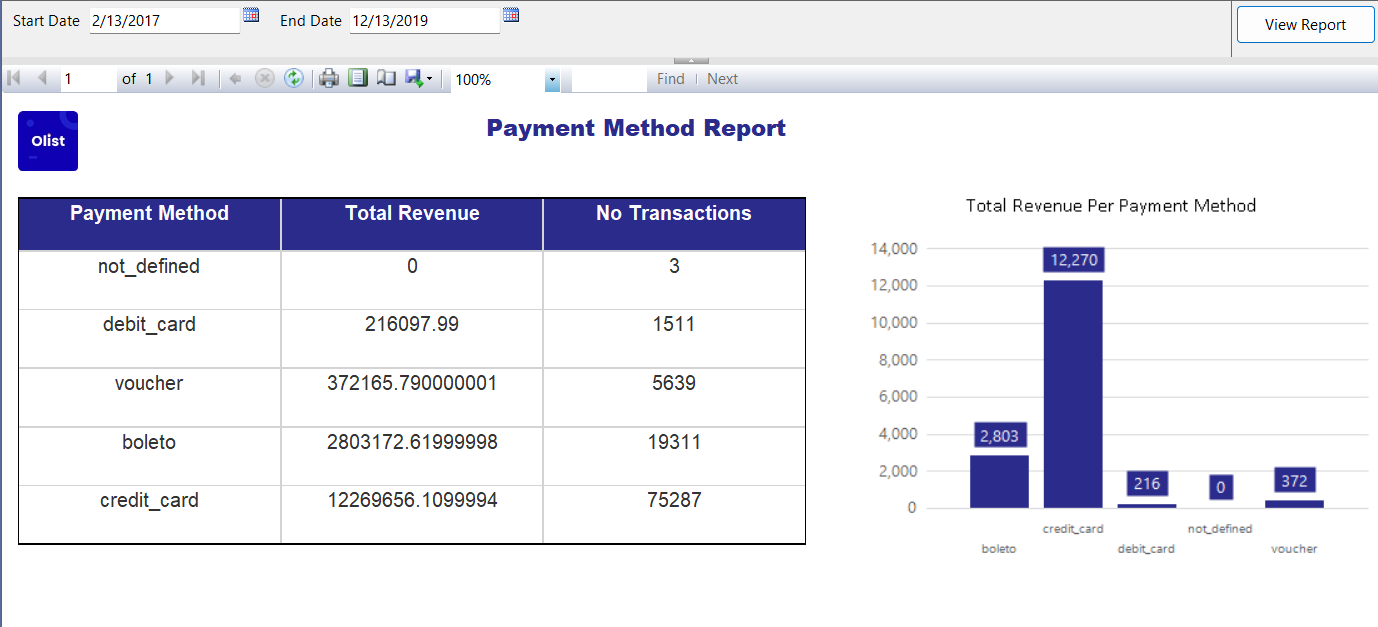 Start Date 2/13/2017 End Date 12/13/2019 View Report
1 of 1 100% Find Next
Olist
Payment Method Report
Payment Method Total Revenue No Transactions
not_defined 0 3
debit_card 216097.99 1511
voucher 372165.790000001 5639
boleto 2803172.61999998 19311
credit_card 12269656.1099994 75287
Total Revenue Per Payment Method
14,000
12,000
10,000
8,000
6,000
4,000
2,000
0
2,803
12,270
216
0
372
credit_card not_defined
boleto debit_card voucher